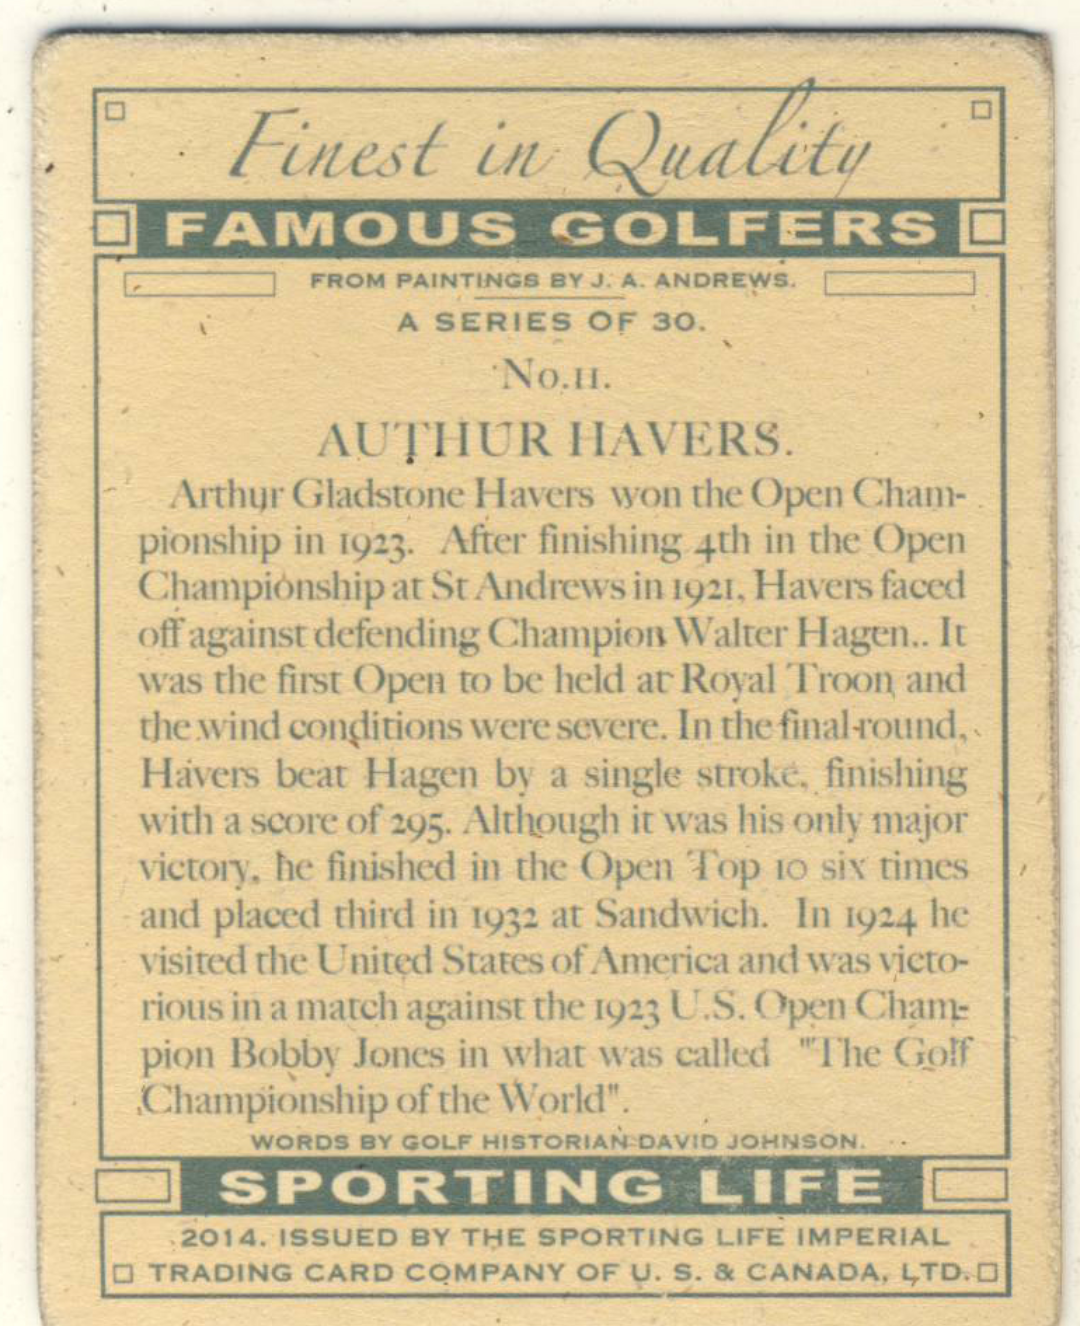 Finest in Quality
FAMOUS GOLFERS
FROM PAINTINGS BY J. A. ANDREWS.
A SERIES OF 30.
No.11.
AUTHUR HAVERS.
Arthur Gladstone Havers won the Open Cham-
pionship in 1923. After finishing 4th in the Open
Championship at St Andrews in 1921, Havers faced
off against defending Champion Walter Hagen.. It
was the first Open to be held at Royal Troon and
the wind conditions were severe. In the final-round,
Havers beat Hagen by a single stroke, finishing
with a score of 295. Although it was his only major
victory, he finished in the Open Top 10 six times
and placed third in 1932 at Sandwich. In 1924 he
visited the United States of America and was victo-
rious in a match against the 1923 U.S. Open Cham-
pion Bobby Jones in what was called "The Golf
Championship of the World".
WORDS BY GOLF HISTORIAN DAVID JOHNSON.
SPORTING LIFE
2014. ISSUED BY THE SPORTING LIFE IMPERIAL
TRADING CARD COMPANY OF U. S. & CANADA, LTD.